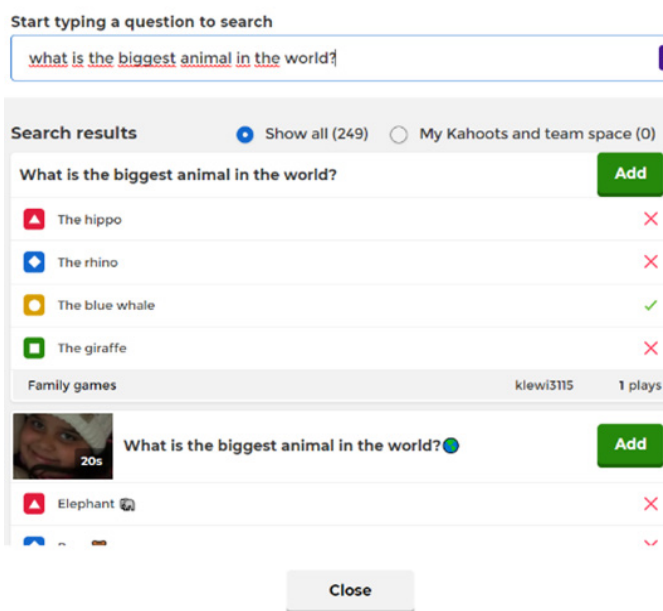 Start typing a question to search
what is the biggest animal in the world?
Search results Show all (249) My Kahoots and team space (0)
What is the biggest animal in the world? Add
The hippo
The rhino
The blue whale
The giraffe
Family games klewi3115 1 plays
20s What is the biggest animal in the world?🌍 Add
Elephant 🐘
Close